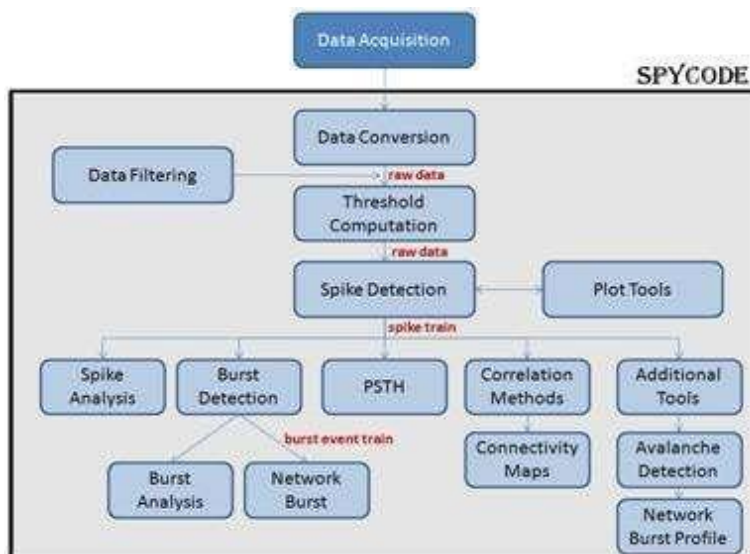 Data Acquisition
SPYCODE
Data Conversion
Data Filtering
raw data
Threshold
Computation
raw data
Spike Detection
Plot Tools
spike train
Spike
Analysis
Burst
Detection
PSTH
Correlation
Methods
Additional
Tools
burst event train
Burst
Analysis
Network
Burst
Connectivity
Maps
Avalanche
Detection
Network
Burst Profile